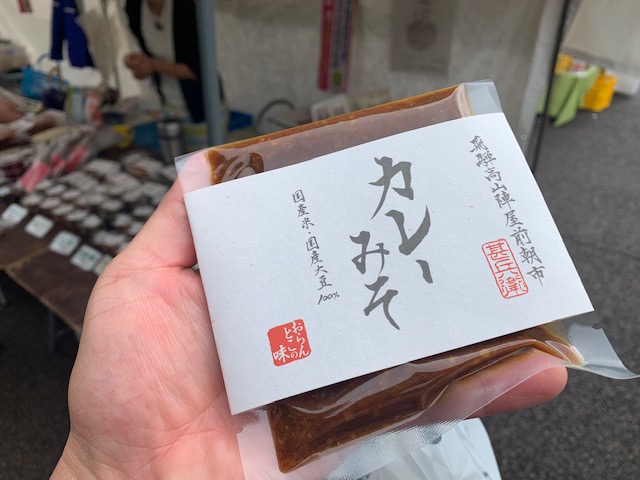 飛騨高山陣屋前朝市
甚兵衛
カレー
みそ
国産米・国産大豆
100%
おらん
とこの
味